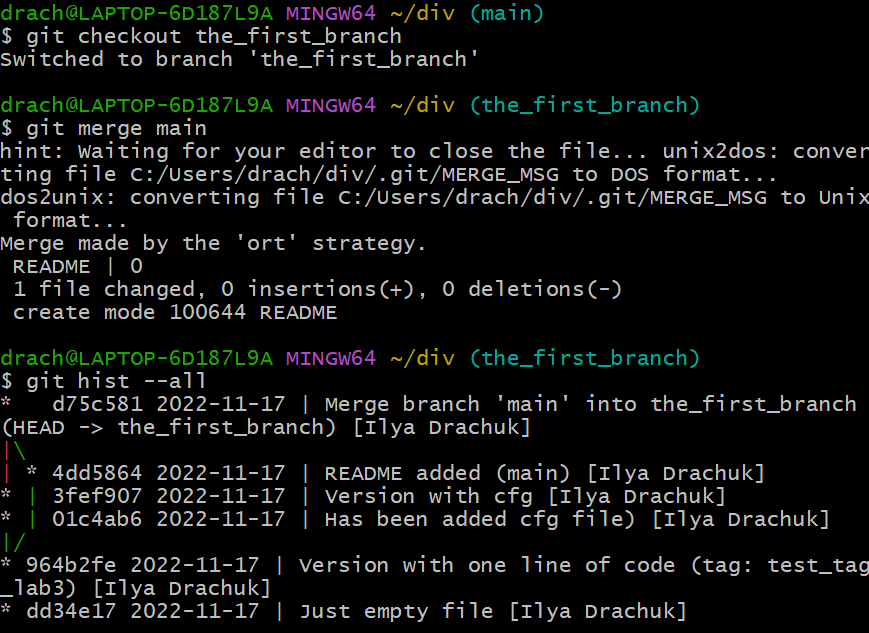 drach@LAPTOP-6D187L9A MINGW64 ~/div (main)
$ git checkout the_first_branch
Switched to branch 'the_first_branch'

drach@LAPTOP-6D187L9A MINGW64 ~/div (the_first_branch)
$ git merge main
hint: Waiting for your editor to close the file... unix2dos: conver
ting file C:/Users/drach/div/.git/MERGE_MSG to DOS format...
dos2unix: converting file C:/Users/drach/div/.git/MERGE_MSG to Unix
 format...
Merge made by the 'ort' strategy.
 README | 0
 1 file changed, 0 insertions(+), 0 deletions(-)
 create mode 100644 README

drach@LAPTOP-6D187L9A MINGW64 ~/div (the_first_branch)
$ git hist --all
*   d75c581 2022-11-17 | Merge branch 'main' into the_first_branch
(HEAD -> the_first_branch) [Ilya Drachuk]
|\
| * 4dd5864 2022-11-17 | README added (main) [Ilya Drachuk]
* | 3fef907 2022-11-17 | Version with cfg [Ilya Drachuk]
* | 01c4ab6 2022-11-17 | Has been added cfg file) [Ilya Drachuk]
|/
* 964b2fe 2022-11-17 | Version with one line of code (tag: test_tag
_lab3) [Ilya Drachuk]
* dd34e17 2022-11-17 | Just empty file [Ilya Drachuk]